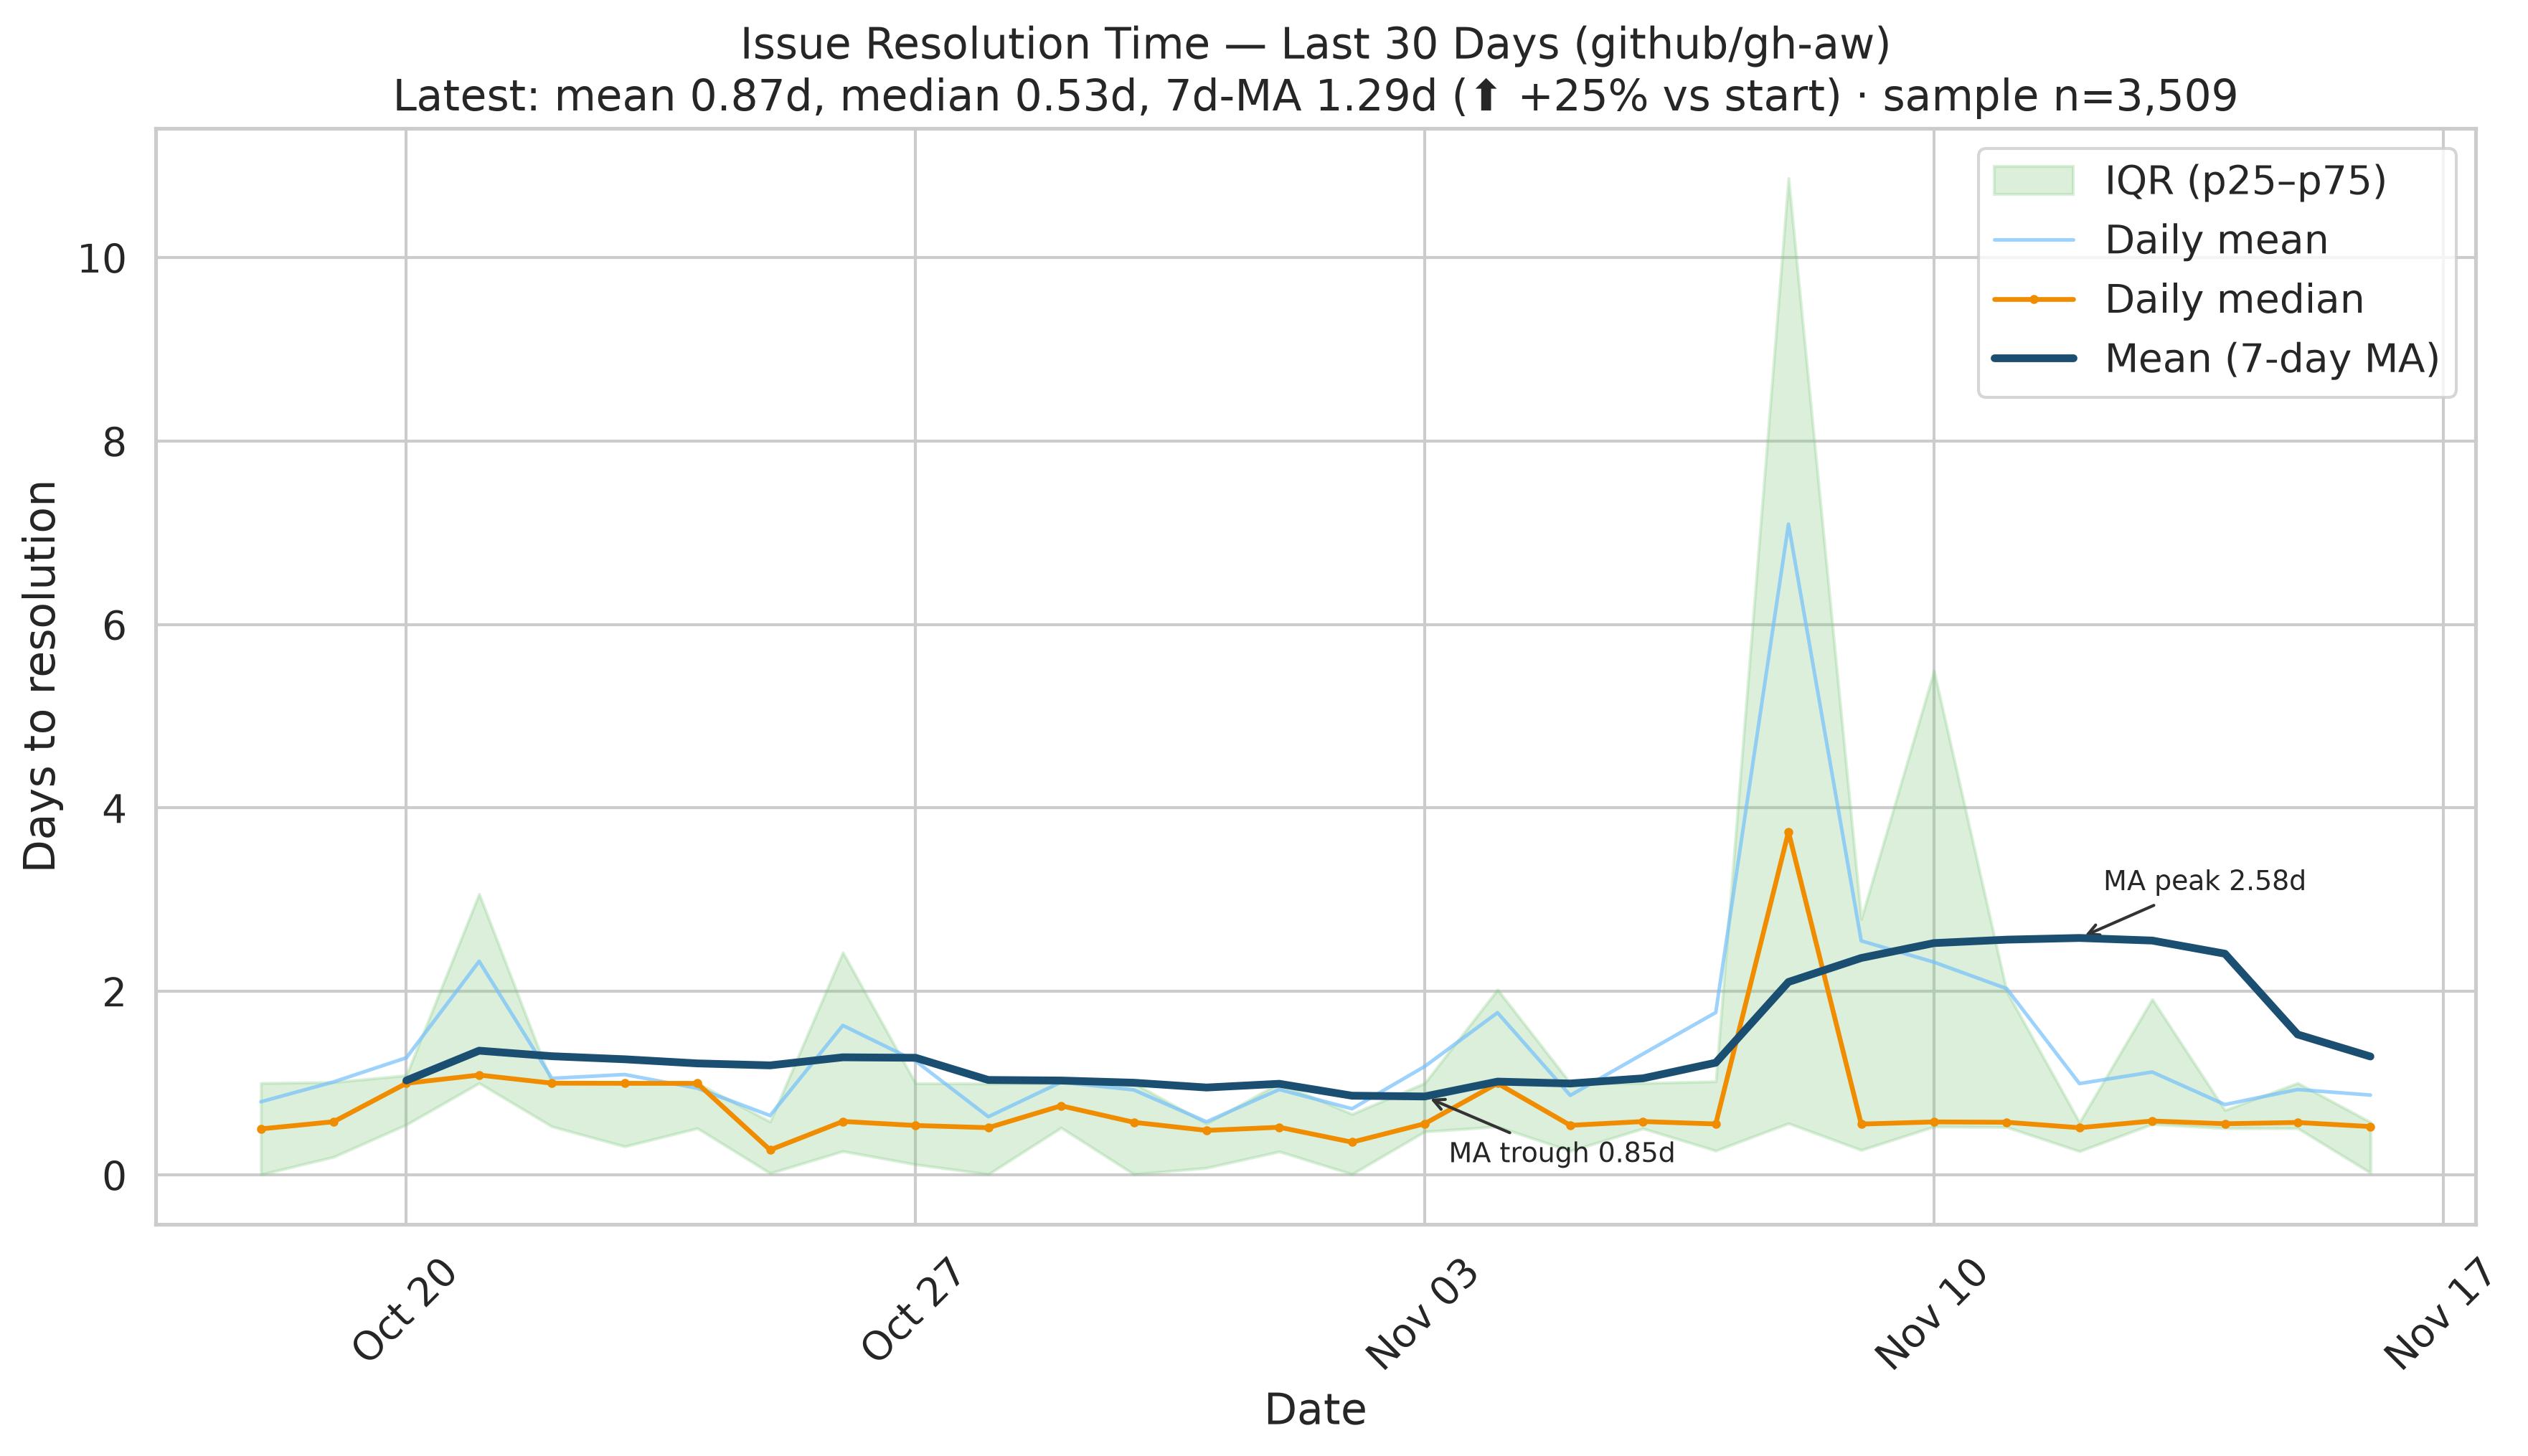 Issue Resolution Time — Last 30 Days (github/gh-aw)
Latest: mean 0.87d, median 0.53d, 7d-MA 1.29d (⬆ +25% vs start) · sample n=3,509
IQR (p25–p75)
Daily mean
Daily median
Mean (7-day MA)
Days to resolution
10
8
6
4
2
0
MA peak 2.58d
MA trough 0.85d
Oct 20
Oct 27
Nov 03
Nov 10
Nov 17
Date